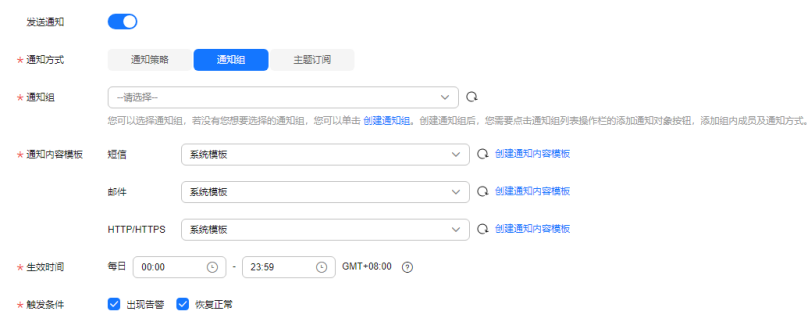 发送通知
* 通知方式 通知策略 通知组 主题订阅
* 通知组 --请选择--
您可以选择通知组，若没有您想要选择的通知组，您可以单击 创建通知组。创建通知组后，您需要点击通知组列表操作栏的添加通知对象按钮，添加组内成员及通知方式。
* 通知内容模板 短信 系统模板 创建通知内容模板
邮件 系统模板 创建通知内容模板
HTTP/HTTPS 系统模板 创建通知内容模板
* 生效时间 每日 00:00 - 23:59 GMT+08:00 ?
* 触发条件 出现告警 恢复正常